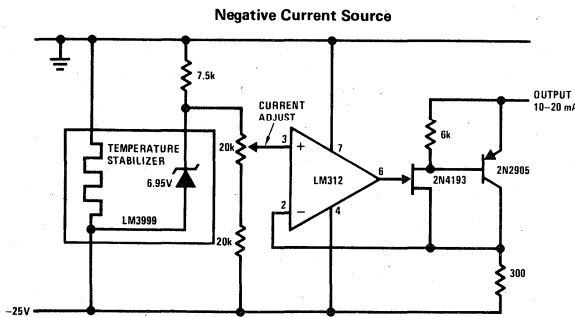 Negative Current Source
7.5k
OUTPUT
10–20 mA
CURRENT
ADJUST
6k
TEMPERATURE
STABILIZER
20k
3
+
7
LM312
6
2N4193
2N2905
6.95V
LM3999
2
–
4
20k
300
–25V